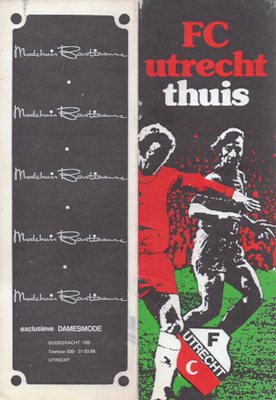 Modehuis Bastiaanse
Modehuis Bastiaanse
Modehuis Bastiaanse
Modehuis Bastiaanse
Modehuis Bastiaanse
exclusieve DAMESMODE
OUDEGRACHT 159
Telefoon 030 - 31 03 66
UTRECHT
FC
utrecht
thuis
F
UTRECHT
C